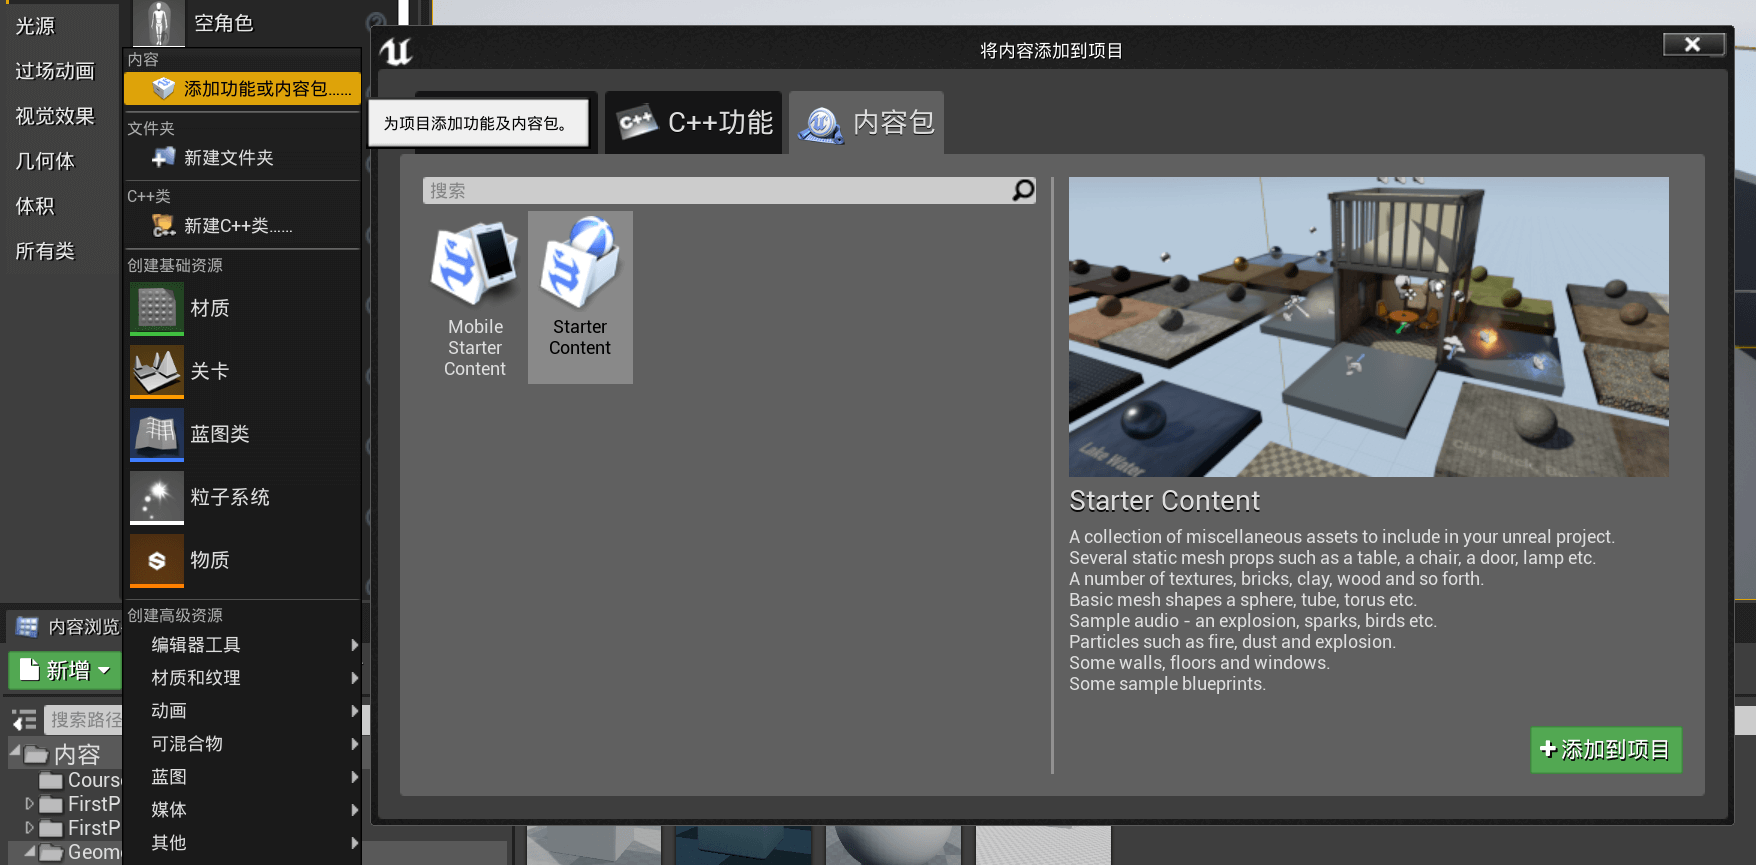 光源
过场动画
视觉效果
几何体
体积
所有类
空角色
内容
添加功能或内容包......
文件夹
新建文件夹
C++类
新建C++类......
创建基础资源
材质
关卡
蓝图类
粒子系统
物质
创建高级资源
编辑器工具
材质和纹理
动画
可混合物
蓝图
媒体
其他
内容浏览
新增
搜索路径
内容
Cours
FirstP
FirstP
Geom
为项目添加功能及内容包。
将内容添加到项目
C++
C++功能
内容包
搜索
Mobile
Starter
Content
Starter
Content
Lake Water
Starter Content
A collection of miscellaneous assets to include in your unreal project.
Several static mesh props such as a table, a chair, a door, lamp etc.
A number of textures, bricks, clay, wood and so forth.
Basic mesh shapes a sphere, tube, torus etc.
Sample audio - an explosion, sparks, birds etc.
Particles such as fire, dust and explosion.
Some walls, floors and windows.
Some sample blueprints.
添加到项目